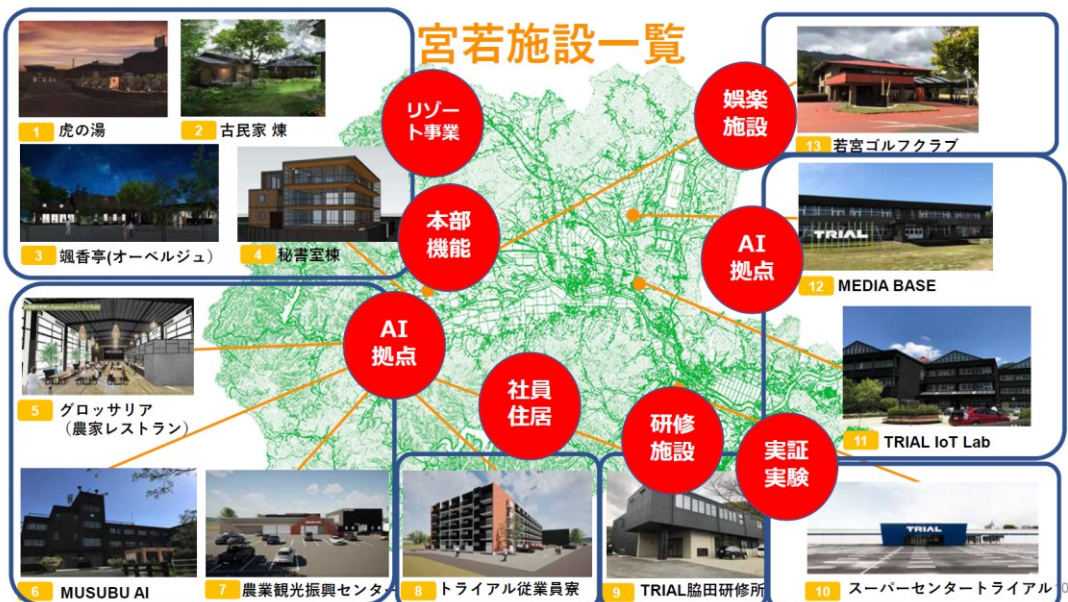 宮若施設一覧
1 虎の湯
2 古民家 煉
3 颯香亭(オーベルジュ)
4 秘書室棟
リゾー
ト事業
本部
機能
娯楽
施設
13 若宮ゴルフクラブ
AI
拠点
TRIAL
12 MEDIA BASE
11 TRIAL IoT Lab
AI
拠点
5 グロッサリア
(農家レストラン)
6 MUSUBU AI
7 農業観光振興センター
社員
住居
8 トライアル従業員寮
研修
施設
9 TRIAL脇田研修所
実証
実験
TRIAL
10 スーパーセンタートライアル